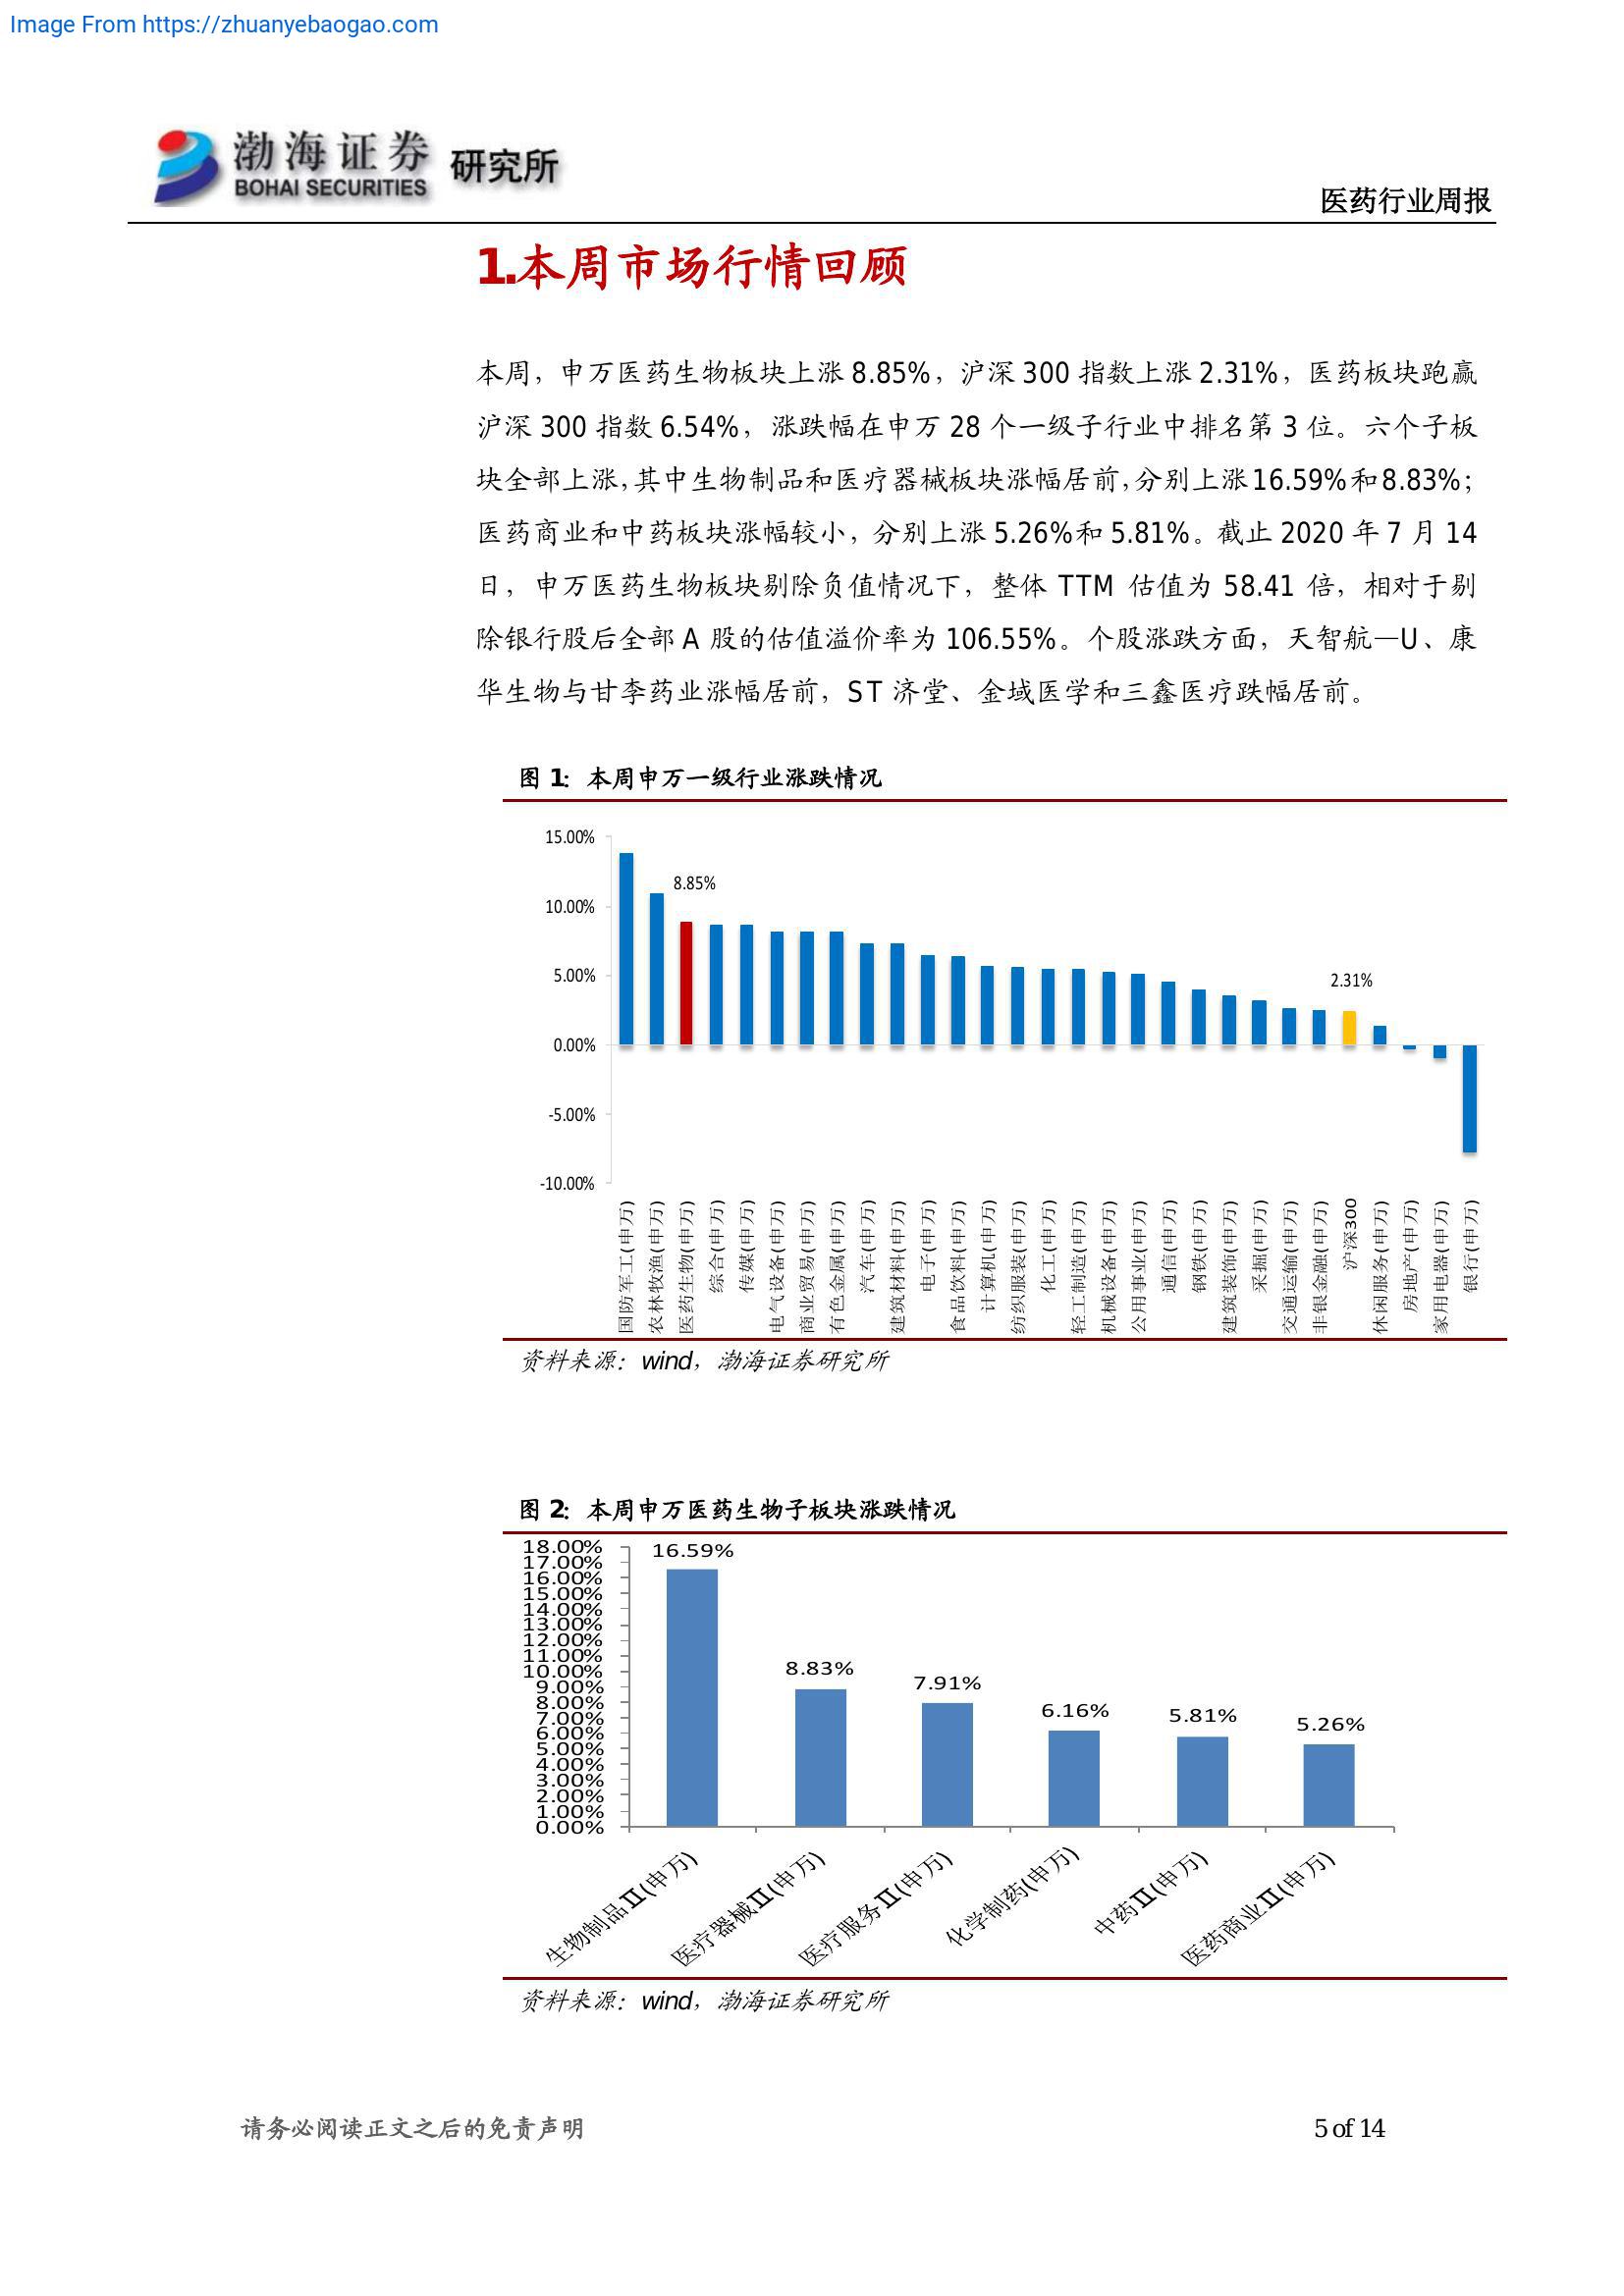 Image From https://zhuanyebaogao.com
渤海证券 研究所
BOHAI SECURITIES
医药行业周报
1.本周市场行情回顾
本周，申万医药生物板块上涨 8.85%，沪深 300 指数上涨 2.31%，医药板块跑赢
沪深 300 指数 6.54%，涨跌幅在申万 28 个一级子行业中排名第 3 位。六个子板
块全部上涨，其中生物制品和医疗器械板块涨幅居前，分别上涨16.59%和8.83%；
医药商业和中药板块涨幅较小，分别上涨 5.26%和 5.81%。截止 2020 年 7 月 14
日，申万医药生物板块剔除负值情况下，整体 TTM 估值为 58.41 倍，相对于剔
除银行股后全部 A 股的估值溢价率为 106.55%。个股涨跌方面，天智航—U、康
华生物与甘李药业涨幅居前，ST 济堂、金域医学和三鑫医疗跌幅居前。
图 1：本周申万一级行业涨跌情况
15.00%
10.00%
5.00%
0.00%
-5.00%
-10.00%
8.85%
2.31%
国防军工(申万)
农林牧渔(申万)
医药生物(申万)
综合(申万)
传媒(申万)
电气设备(申万)
商业贸易(申万)
有色金属(申万)
汽车(申万)
建筑材料(申万)
电子(申万)
食品饮料(申万)
计算机(申万)
纺织服装(申万)
化工(申万)
轻工制造(申万)
机械设备(申万)
公用事业(申万)
通信(申万)
钢铁(申万)
建筑装饰(申万)
采掘(申万)
交通运输(申万)
非银金融(申万)
沪深300
休闲服务(申万)
房地产(申万)
家用电器(申万)
银行(申万)
资料来源：wind，渤海证券研究所
图 2：本周申万医药生物子板块涨跌情况
18.00%
17.00%
16.00%
15.00%
14.00%
13.00%
12.00%
11.00%
10.00%
9.00%
8.00%
7.00%
6.00%
5.00%
4.00%
3.00%
2.00%
1.00%
0.00%
16.59%
8.83%
7.91%
6.16%
5.81%
5.26%
生物制品Ⅱ(申万)
医疗器械Ⅱ(申万)
医疗服务Ⅱ(申万)
化学制药(申万)
中药Ⅱ(申万)
医药商业Ⅱ(申万)
资料来源：wind，渤海证券研究所
请务必阅读正文之后的免责声明
5 of 14